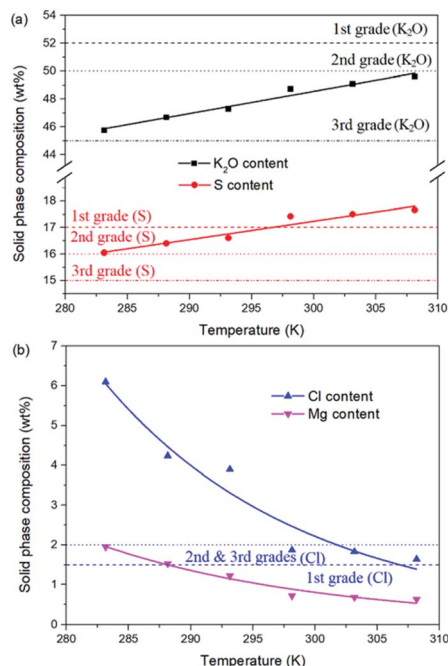 (a)
54
52
50
48
46
44
18
17
16
15
Solid phase composition (wt%)
1st grade (K2O)
2nd grade (K2O)
3rd grade (K2O)
K2O content
S content
1st grade (S)
2nd grade (S)
3rd grade (S)
280 285 290 295 300 305 310
Temperature (K)
(b)
7
6
5
4
3
2
1
0
Solid phase composition (wt%)
Cl content
Mg content
2nd & 3rd grades (Cl)
1st grade (Cl)
280 285 290 295 300 305 310
Temperature (K)